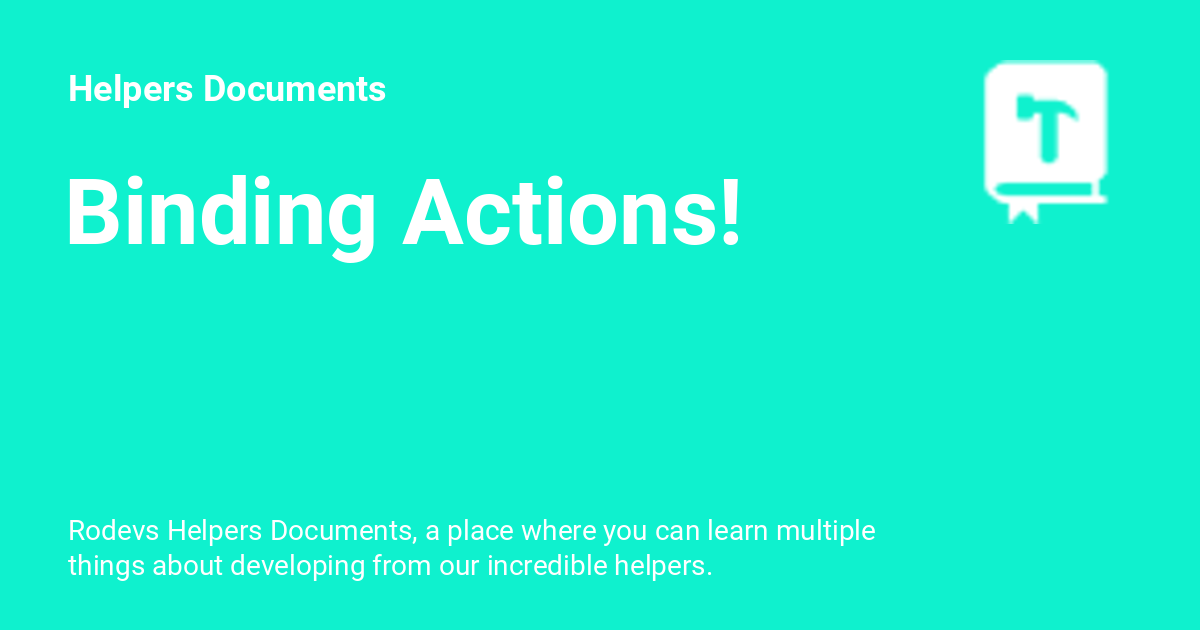 Helpers Documents
Binding Actions!
Rodevs Helpers Documents, a place where you can learn multiple
things about developing from our incredible helpers.